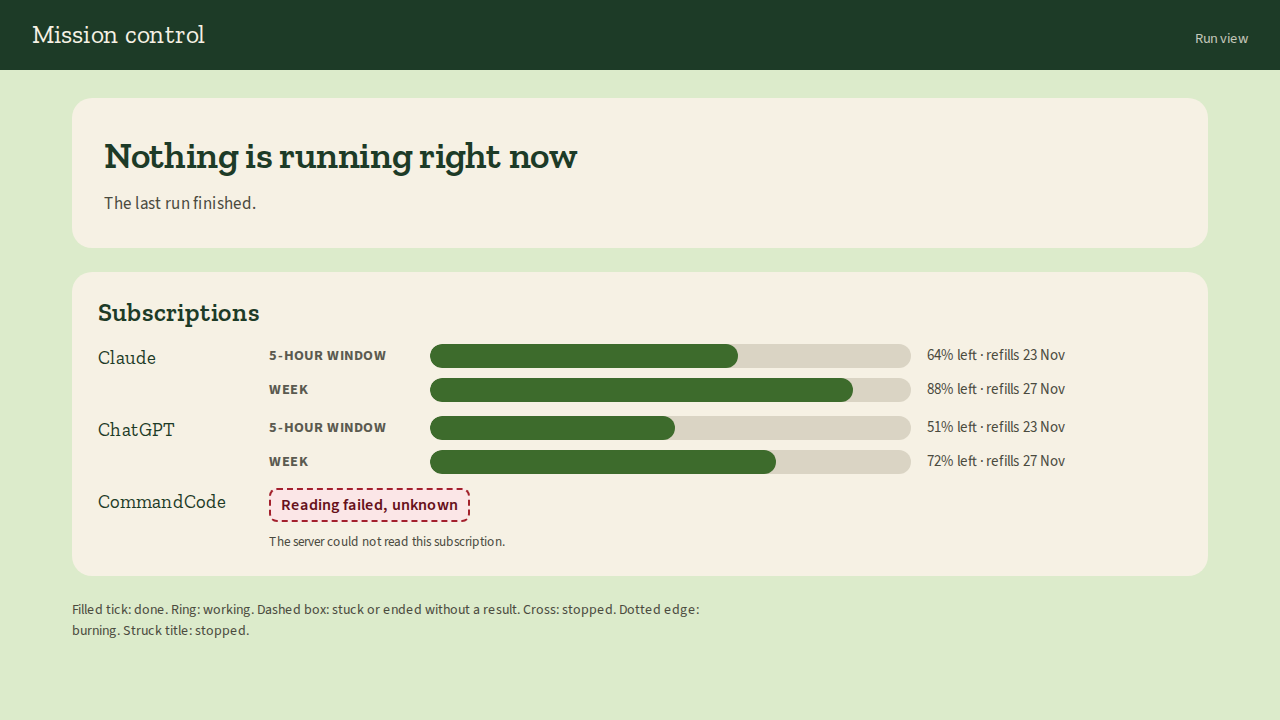 Mission control
Run view
Nothing is running right now
The last run finished.
Subscriptions
Claude
5-HOUR WINDOW
64% left · refills 23 Nov
WEEK
88% left · refills 27 Nov
ChatGPT
5-HOUR WINDOW
51% left · refills 23 Nov
WEEK
72% left · refills 27 Nov
CommandCode
Reading failed, unknown
The server could not read this subscription.
Filled tick: done. Ring: working. Dashed box: stuck or ended without a result. Cross: stopped. Dotted edge:
burning. Struck title: stopped.